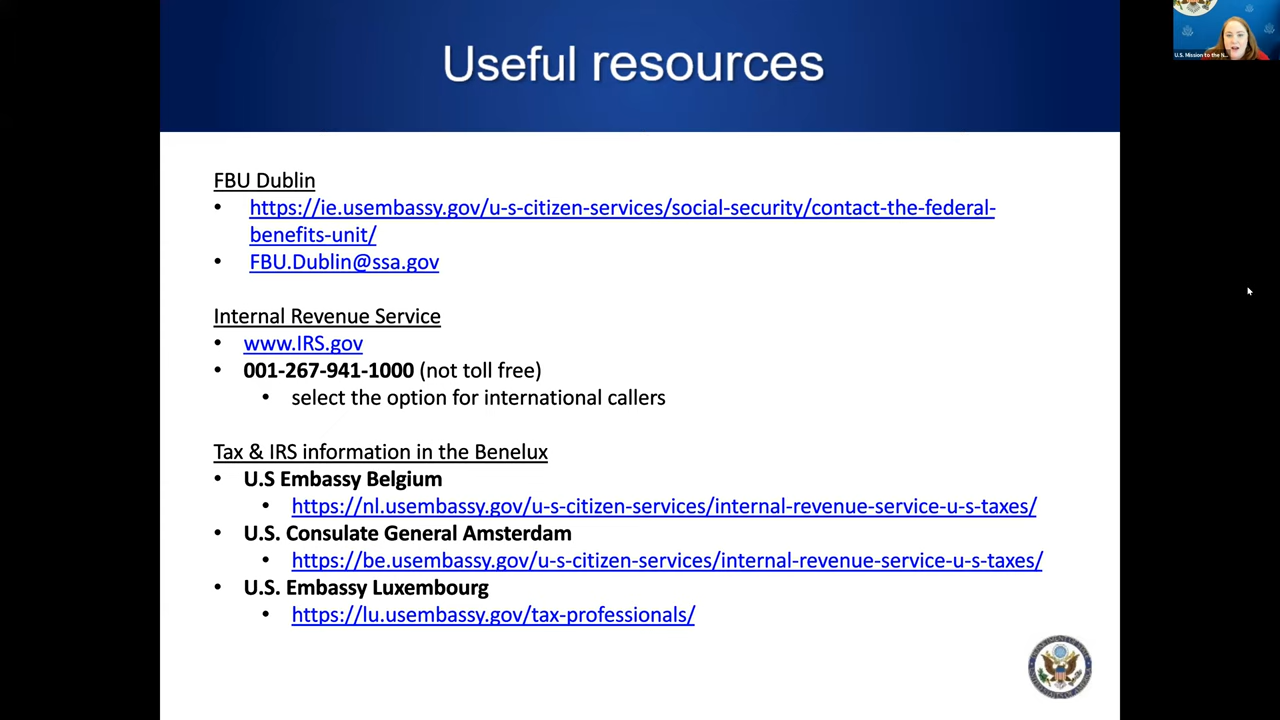 Useful resources
U.S. Mission to the
FBU Dublin
• https://ie.usembassy.gov/u-s-citizen-services/social-security/contact-the-federal-
benefits-unit/
• FBU.Dublin@ssa.gov
Internal Revenue Service
• www.IRS.gov
• 001-267-941-1000 (not toll free)
• select the option for international callers
Tax & IRS information in the Benelux
• U.S Embassy Belgium
• https://nl.usembassy.gov/u-s-citizen-services/internal-revenue-service-u-s-taxes/
• U.S. Consulate General Amsterdam
• https://be.usembassy.gov/u-s-citizen-services/internal-revenue-service-u-s-taxes/
• U.S. Embassy Luxembourg
• https://lu.usembassy.gov/tax-professionals/